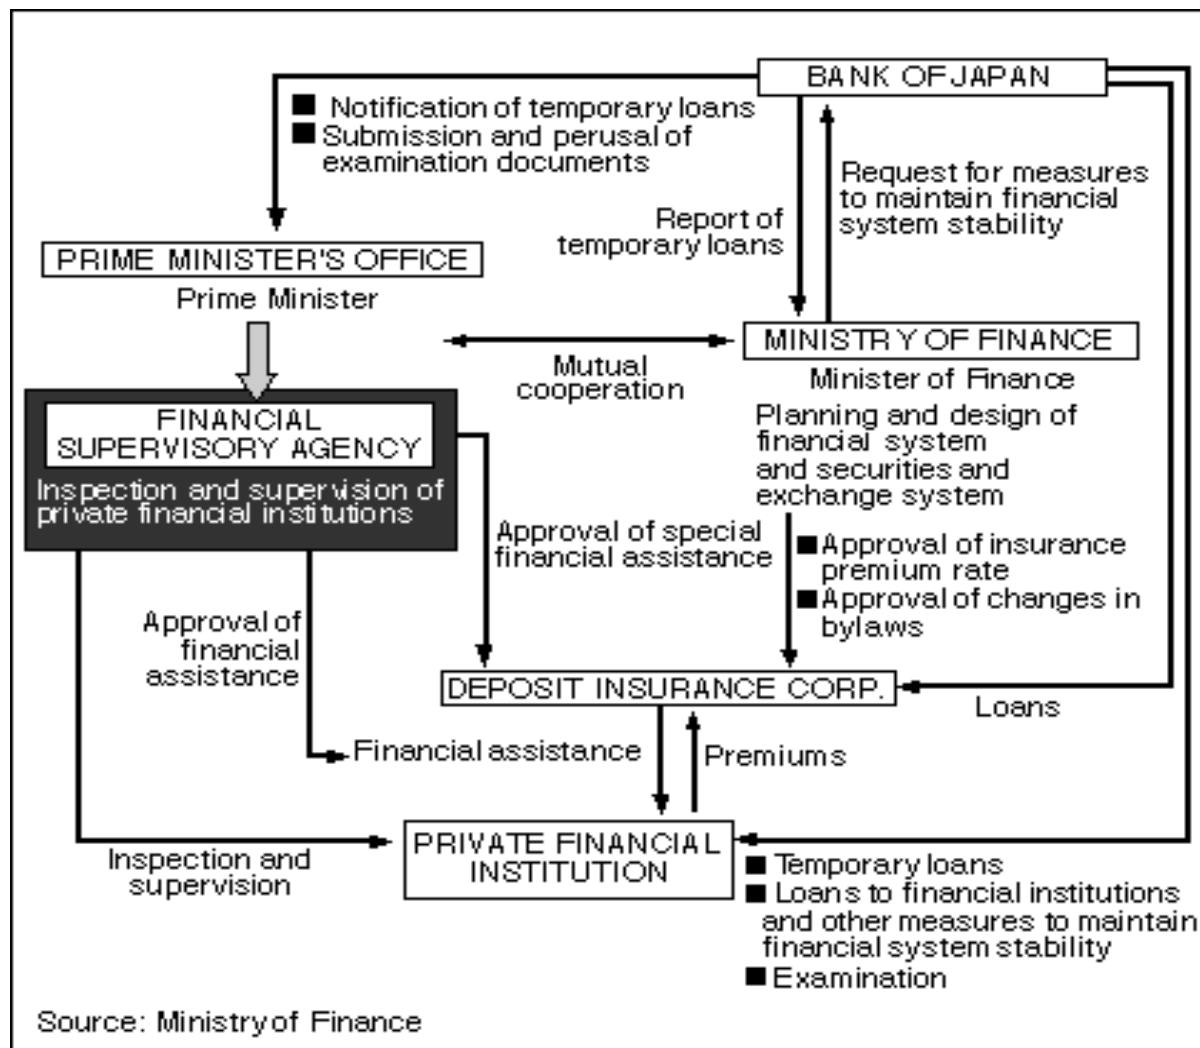 BANK OF JAPAN
■ Notification of temporary loans
■ Submission and perusal of
examination documents
Request for measures
to maintain financial
system stability
Report of
temporary loans
PRIME MINISTER'S OFFICE
Prime Minister
MINISTRY OF FINANCE
Minister of Finance
Mutual
cooperation
FINANCIAL
SUPERVISORY AGENCY
Inspection and supervision of
private financial institutions
Planning and design of
financial system
and securities and
exchange system
Approval of special
financial assistance
■ Approval of insurance
premium rate
■ Approval of changes in
bylaws
Approval of
financial
assistance
DEPOSIT INSURANCE CORP.
Loans
Financial assistance
Premiums
PRIVATE FINANCIAL
INSTITUTION
Inspection and
supervision
■ Temporary loans
■ Loans to financial institutions
and other measures to maintain
financial system stability
■ Examination
Source: Ministry of Finance